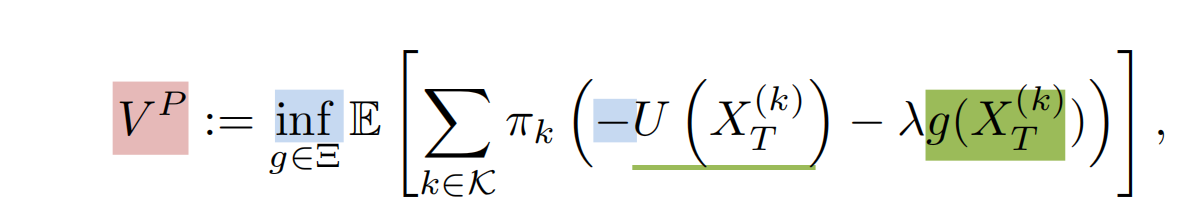 $V^P := \inf_{g \in \Xi} \mathbb{E} \left[ \sum_{k \in \mathcal{K}} \pi_k \left( -U \left( X_T^{(k)} \right) - \lambda g(X_T^{(k)}) \right) \right],$